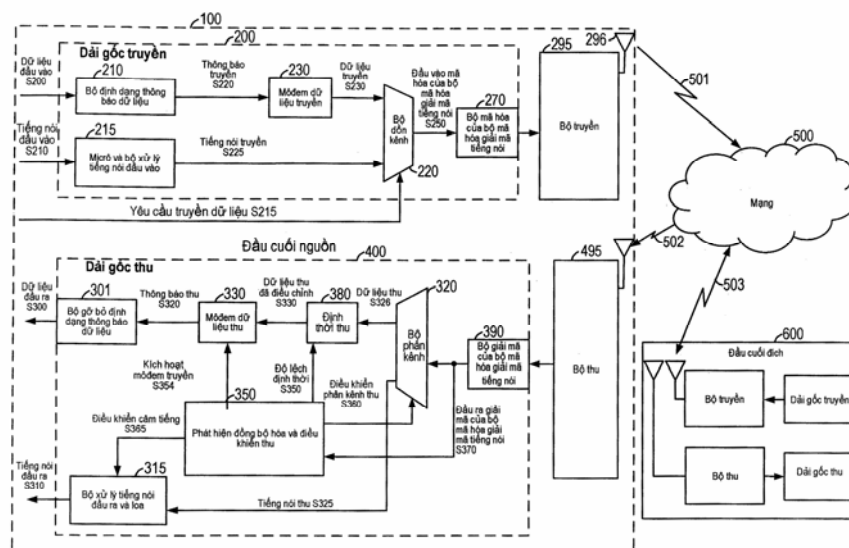 100
200
Dải gốc truyền
Dữ liệu
đầu vào
S200
210
Bộ định dạng thông
báo dữ liệu
Thông báo
truyền
S220
230
Môđem dữ
liệu truyền
Dữ liệu
truyền
S230
Bộ
dồn
kênh
220
Đầu vào mã
hóa của bộ
mã hóa
giải mã
tiếng nói
S250
270
Bộ mã hóa
của bộ
mã hóa
giải mã
tiếng nói
295
Bộ truyền
296
501
Tiếng nói
đầu vào
S210
215
Micrô và bộ xử lý
tiếng nói đầu vào
Tiếng nói truyền
S225
Yêu cầu truyền dữ liệu S215
500
Mạng
502
503
Đầu cuối nguồn
400
Dải gốc thu
Dữ liệu
đầu ra
S300
301
Bộ gỡ bỏ định
dạng thông báo
dữ liệu
Thông báo thu
S320
330
Môđem dữ
liệu thu
Dữ liệu thu
đã điều chỉnh
S330
380
Định
thời thu
Dữ liệu thu
S326
320
Bộ phân
kênh
390
Bộ giải mã
của bộ mã
hóa giải mã
tiếng nói
495
Bộ thu
Kích hoạt
môđem truyền
S354
Độ lệch
định thời
S350
350
Điều khiển
phân kênh thu
S360
Phát hiện đồng bộ hóa và điều
khiển thu
Đầu ra giải
mã của bộ
mã hóa giải
mã tiếng nói
S370
Điều khiển câm tiếng
S365
Tiếng nói
đầu ra
S310
315
Bộ xử lý tiếng nói
đầu ra và loa
Tiếng nói thu S325
600
Đầu cuối đích
Bộ truyền
Dải gốc truyền
Bộ thu
Dải gốc thu